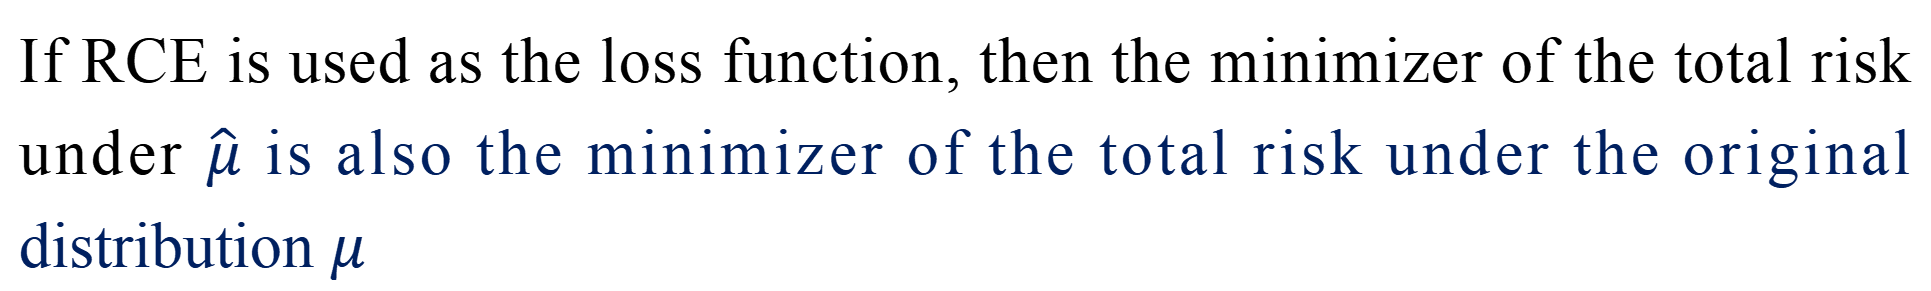 If RCE is used as the loss function, then the minimizer of the total risk
under μ̂ is also the minimizer of the total risk under the original
distribution μ